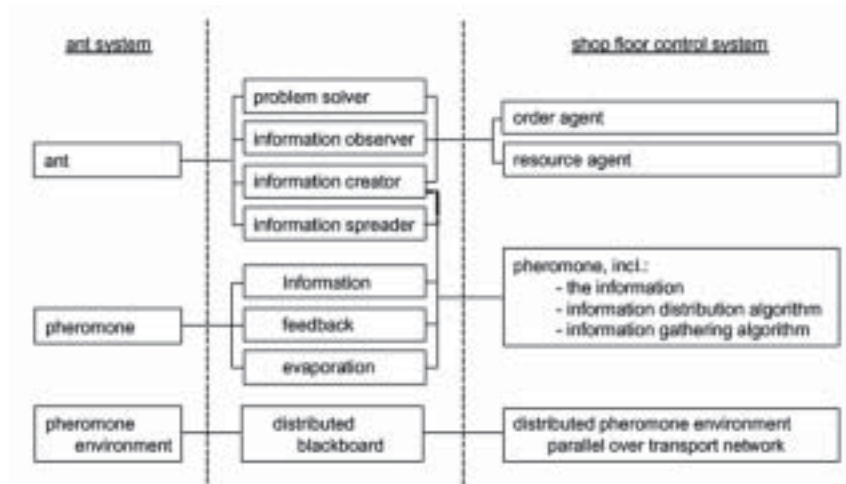 ant system
shop floor control system
problem solver
information observer
information creator
information spreader
ant
order agent
resource agent
Information
feedback
evaporation
pheromone
pheromone, incl.:
- the information
- information distribution algorithm
- information gathering algorithm
pheromone
environment
distributed
blackboard
distributed pheromone environment
parallel over transport network